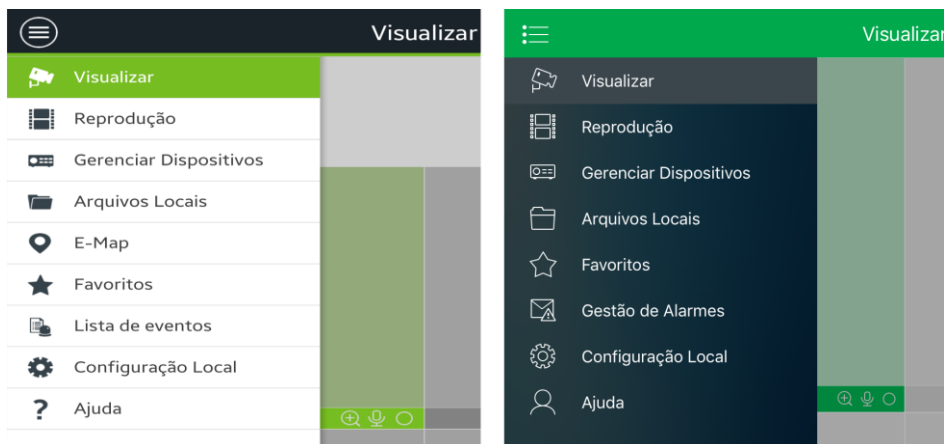 Visualizar
Visualizar
Reprodução
Gerenciar Dispositivos
Arquivos Locais
E-Map
Favoritos
Lista de eventos
Configuração Local
? Ajuda
Visualizar
Visualizar
Reprodução
Gerenciar Dispositivos
Arquivos Locais
Favoritos
Gestão de Alarmes
Configuração Local
Ajuda